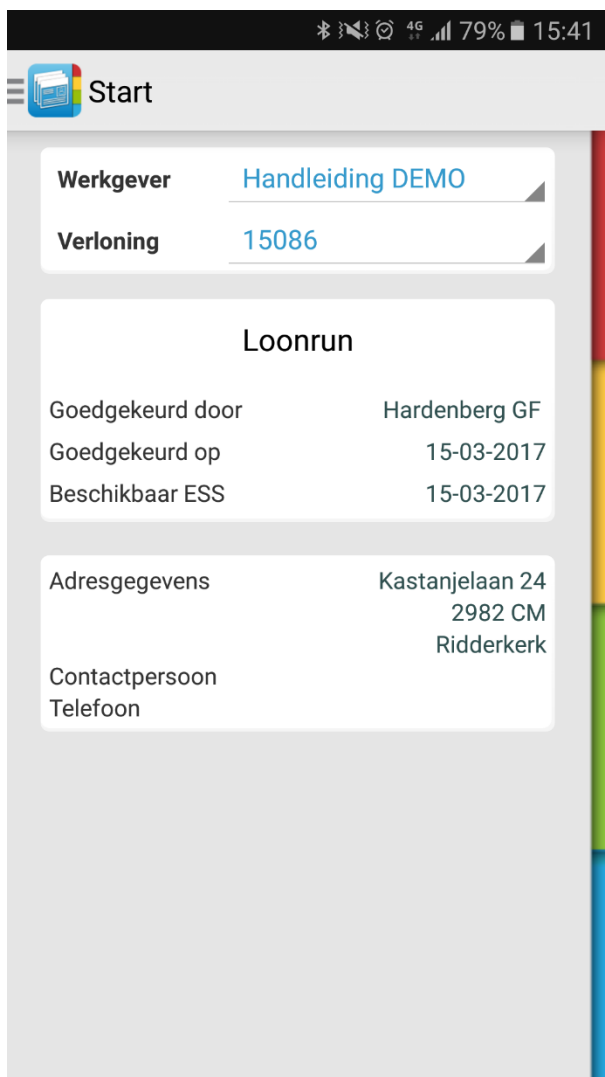 4G 79% 15:41
Start
Werkgever Handleiding DEMO
Verloning 15086
Loonrun
Goedgekeurd door Hardenberg GF
Goedgekeurd op 15-03-2017
Beschikbaar ESS 15-03-2017
Adresgegevens Kastanjelaan 24
2982 CM
Ridderkerk
Contactpersoon
Telefoon